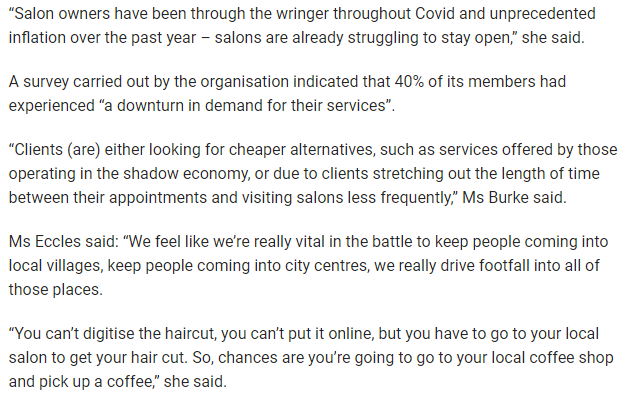 “Salon owners have been through the wringer throughout Covid and unprecedented
inflation over the past year – salons are already struggling to stay open,” she said.
A survey carried out by the organisation indicated that 40% of its members had
experienced “a downturn in demand for their services”.
“Clients (are) either looking for cheaper alternatives, such as services offered by those
operating in the shadow economy, or due to clients stretching out the length of time
between their appointments and visiting salons less frequently,” Ms Burke said.
Ms Eccles said: “We feel like we’re really vital in the battle to keep people coming into
local villages, keep people coming into city centres, we really drive footfall into all of
those places.
“You can’t digitise the haircut, you can’t put it online, but you have to go to your local
salon to get your hair cut. So, chances are you’re going to go to your local coffee shop
and pick up a coffee,” she said.